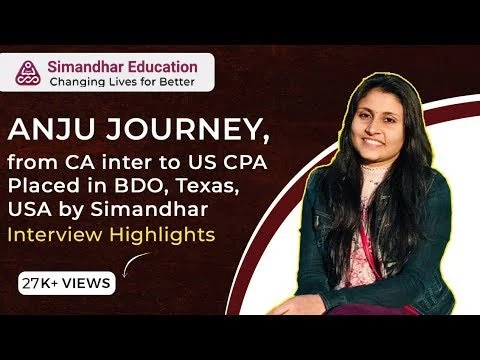 Simandhar Education
Changing Lives for Better
ANJU JOURNEY,
from CA inter to US CPA
Placed in BDO, Texas,
USA by Simandhar
Interview Highlights
27K+ VIEWS